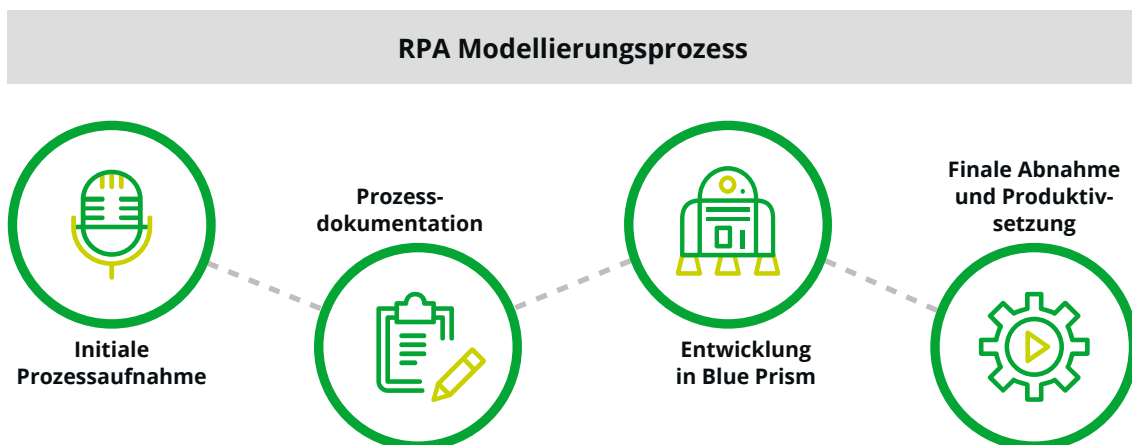 RPA Modellierungsprozess
Initiale
Prozessaufnahme
Prozess-
dokumentation
Entwicklung
in Blue Prism
Finale Abnahme
und Produktiv-
setzung